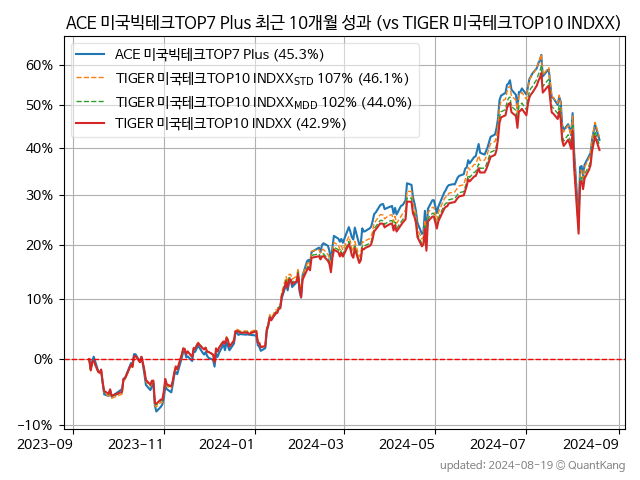 ACE 미국빅테크TOP7 Plus 최근 10개월 성과 (vs TIGER 미국테크TOP10 INDXX)
ACE 미국빅테크TOP7 Plus (45.3%)
TIGER 미국테크TOP10 INDXX STD 107% (46.1%)
TIGER 미국테크TOP10 INDXX MDD 102% (44.0%)
TIGER 미국테크TOP10 INDXX (42.9%)
60%
50%
40%
30%
20%
10%
0%
-10%
2023-09 2023-11 2024-01 2024-03 2024-05 2024-07 2024-09
updated: 2024-08-19 © QuantKang